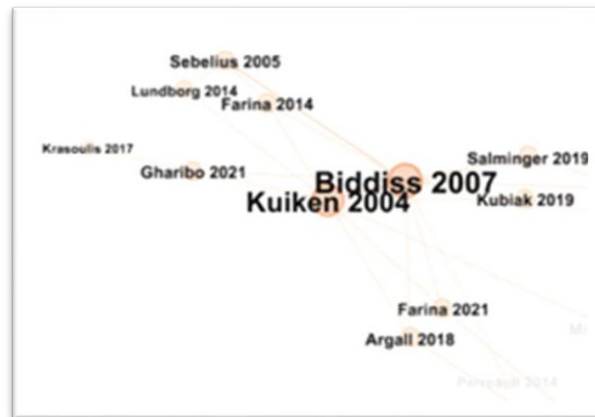 Sebelius 2005
Lundborg 2014
Farina 2014
Krasoulis 2017
Gharibo 2021
Salminger 2019
Biddiss 2007
Kuiken 2004
Kubiak 2019
Farina 2021
Argall 2018